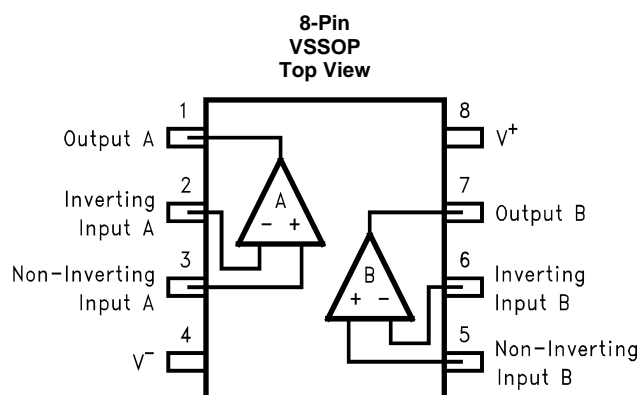 8-Pin
VSSOP
Top View
1
Output A
2
Inverting
Input A
3
Non-Inverting
Input A
4
V⁻
A
- +
B
+ -
8
V⁺
7
Output B
6
Inverting
Input B
5
Non-Inverting
Input B